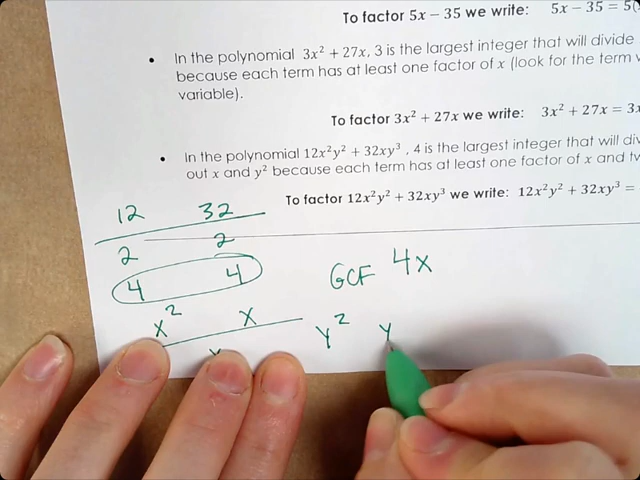 To factor 5x − 35 we write: 5x − 35 = 5(
• In the polynomial 3x² + 27x, 3 is the largest integer that will divide
because each term has at least one factor of x (look for the term
variable).
To factor 3x² + 27x we write: 3x² + 27x = 3x
• In the polynomial 12x²y² + 32xy³ , 4 is the largest integer that will div
out x and y² because each term has at least one factor of x and tw
To factor 12x²y² + 32xy³ we write: 12x²y² + 32xy³ =
12 32
2 2
4 4
GCF 4x
x² x
y² y